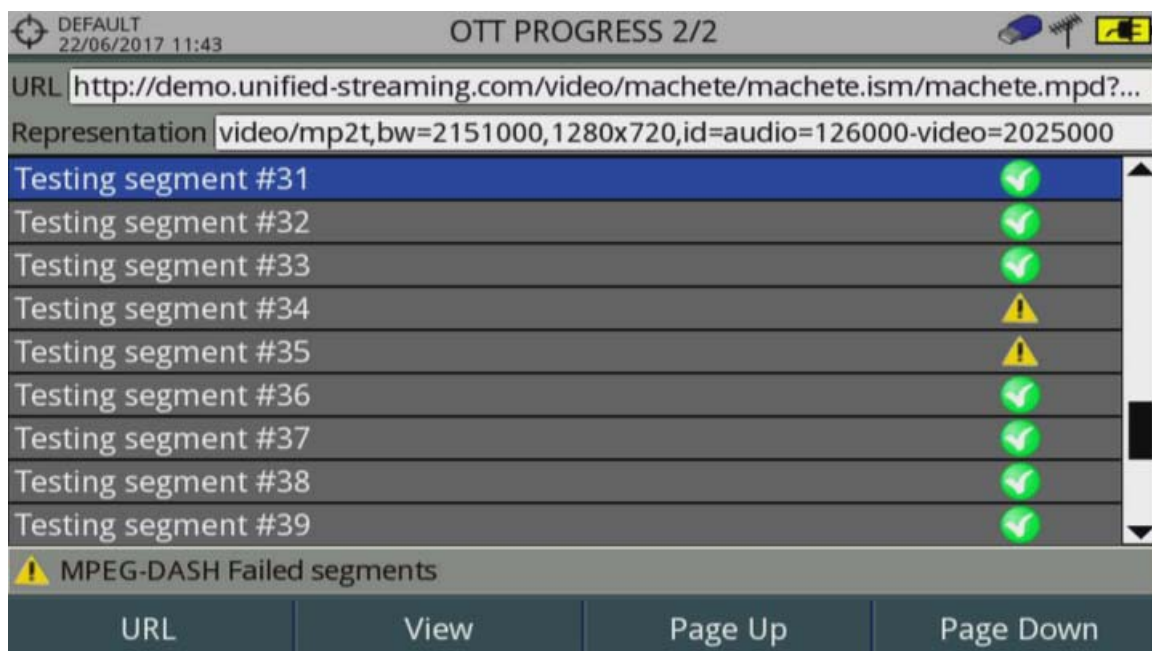 DEFAULT
22/06/2017 11:43
OTT PROGRESS 2/2
URL http://demo.unified-streaming.com/video/machete/machete.ism/machete.mpd?...
Representation video/mp2t,bw=2151000,1280x720,id=audio=126000-video=2025000
Testing segment #31
Testing segment #32
Testing segment #33
Testing segment #34
Testing segment #35
Testing segment #36
Testing segment #37
Testing segment #38
Testing segment #39
MPEG-DASH Failed segments
URL View Page Up Page Down